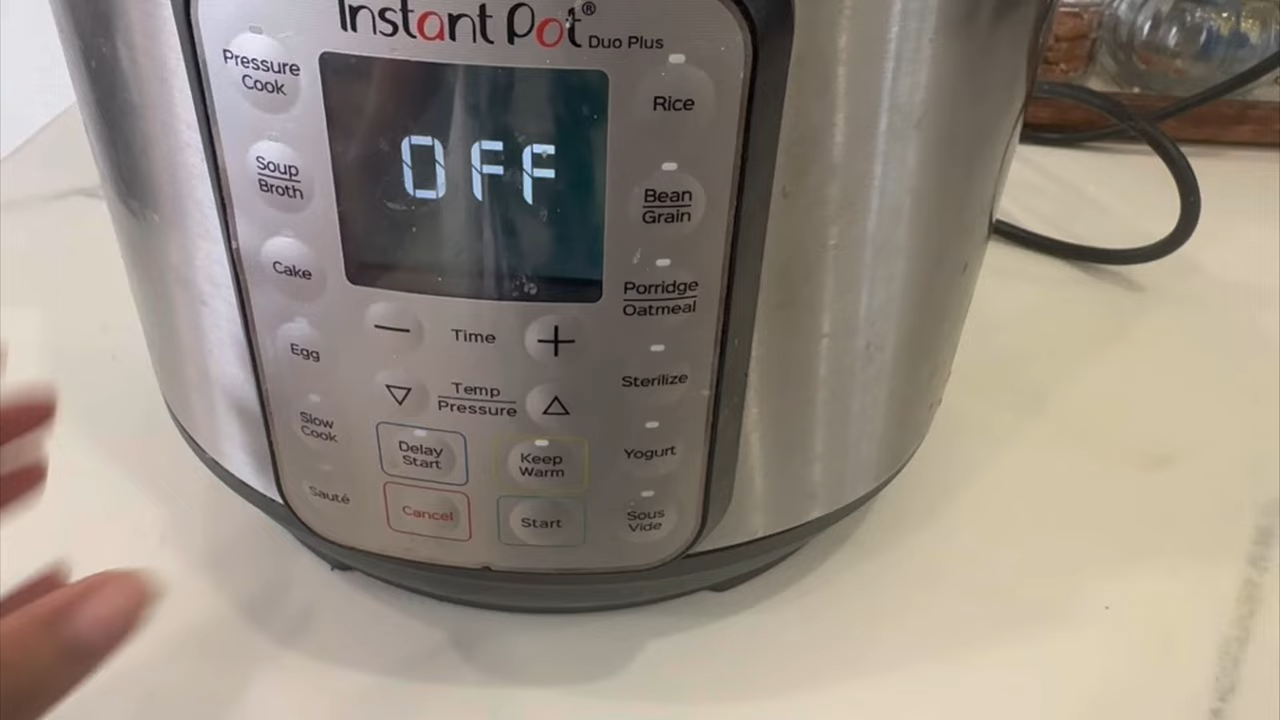 Instant Pot® Duo Plus
Pressure
Cook
Soup
Broth
Cake
Egg
Slow
Cook
Sauté
OFF
− Time +
▽ Temp △
Pressure
Delay
Start
Keep
Warm
Cancel
Start
Rice
Bean
Grain
Porridge
Oatmeal
Sterilize
Yogurt
Sous
Vide